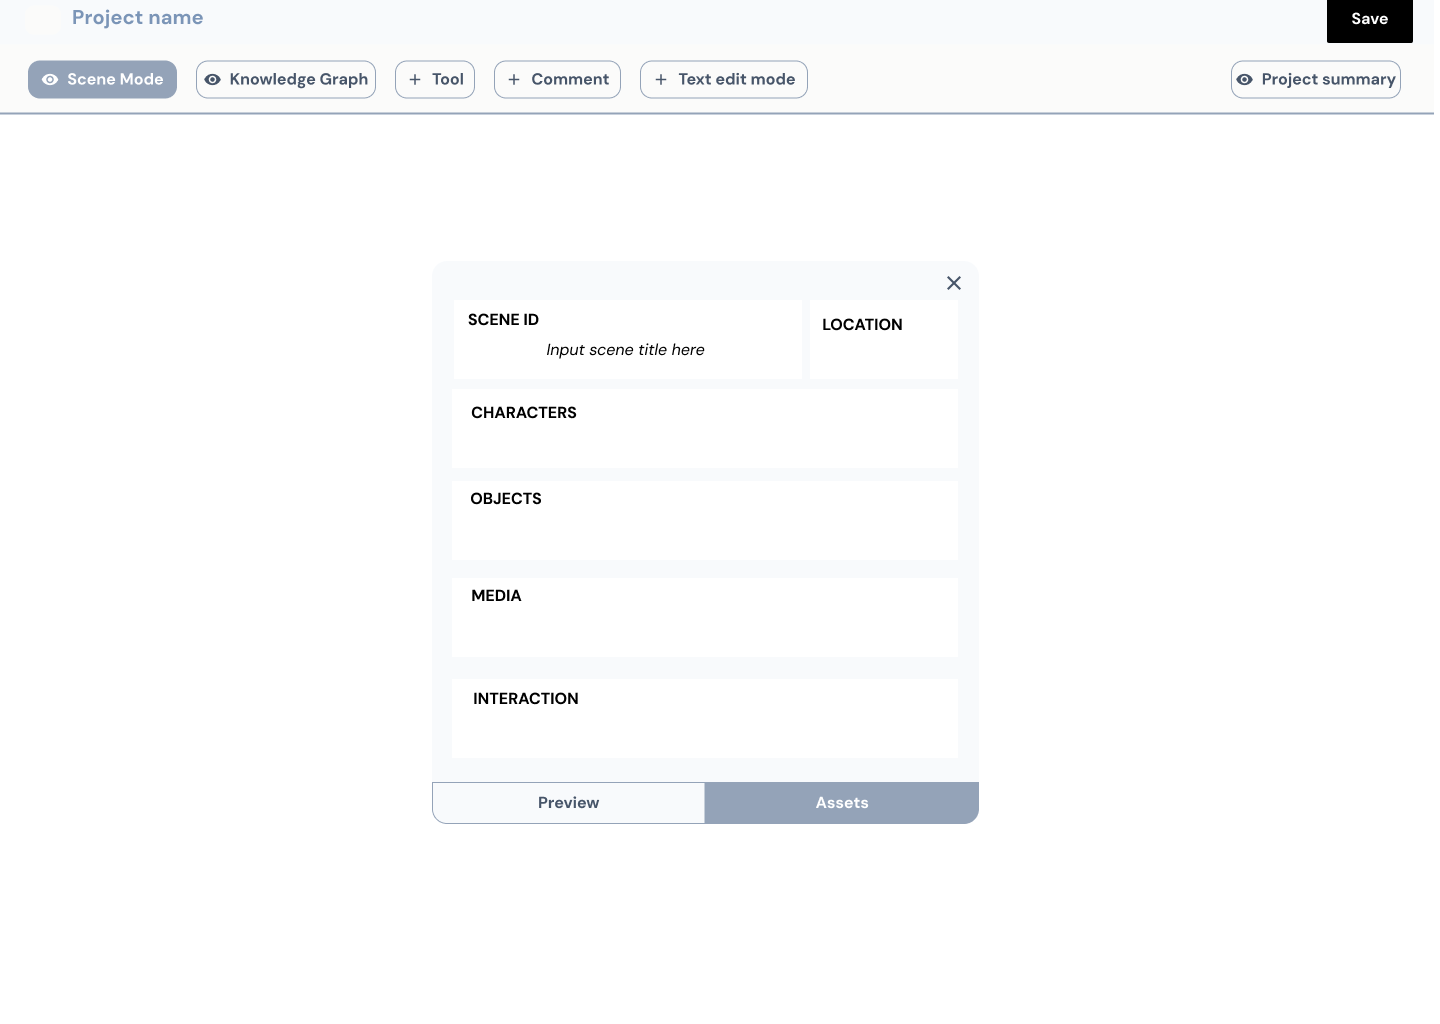 Project name
Save
Scene Mode
Knowledge Graph
+ Tool
+ Comment
+ Text edit mode
Project summary
SCENE ID
LOCATION
Input scene title here
CHARACTERS
OBJECTS
MEDIA
INTERACTION
Preview
Assets